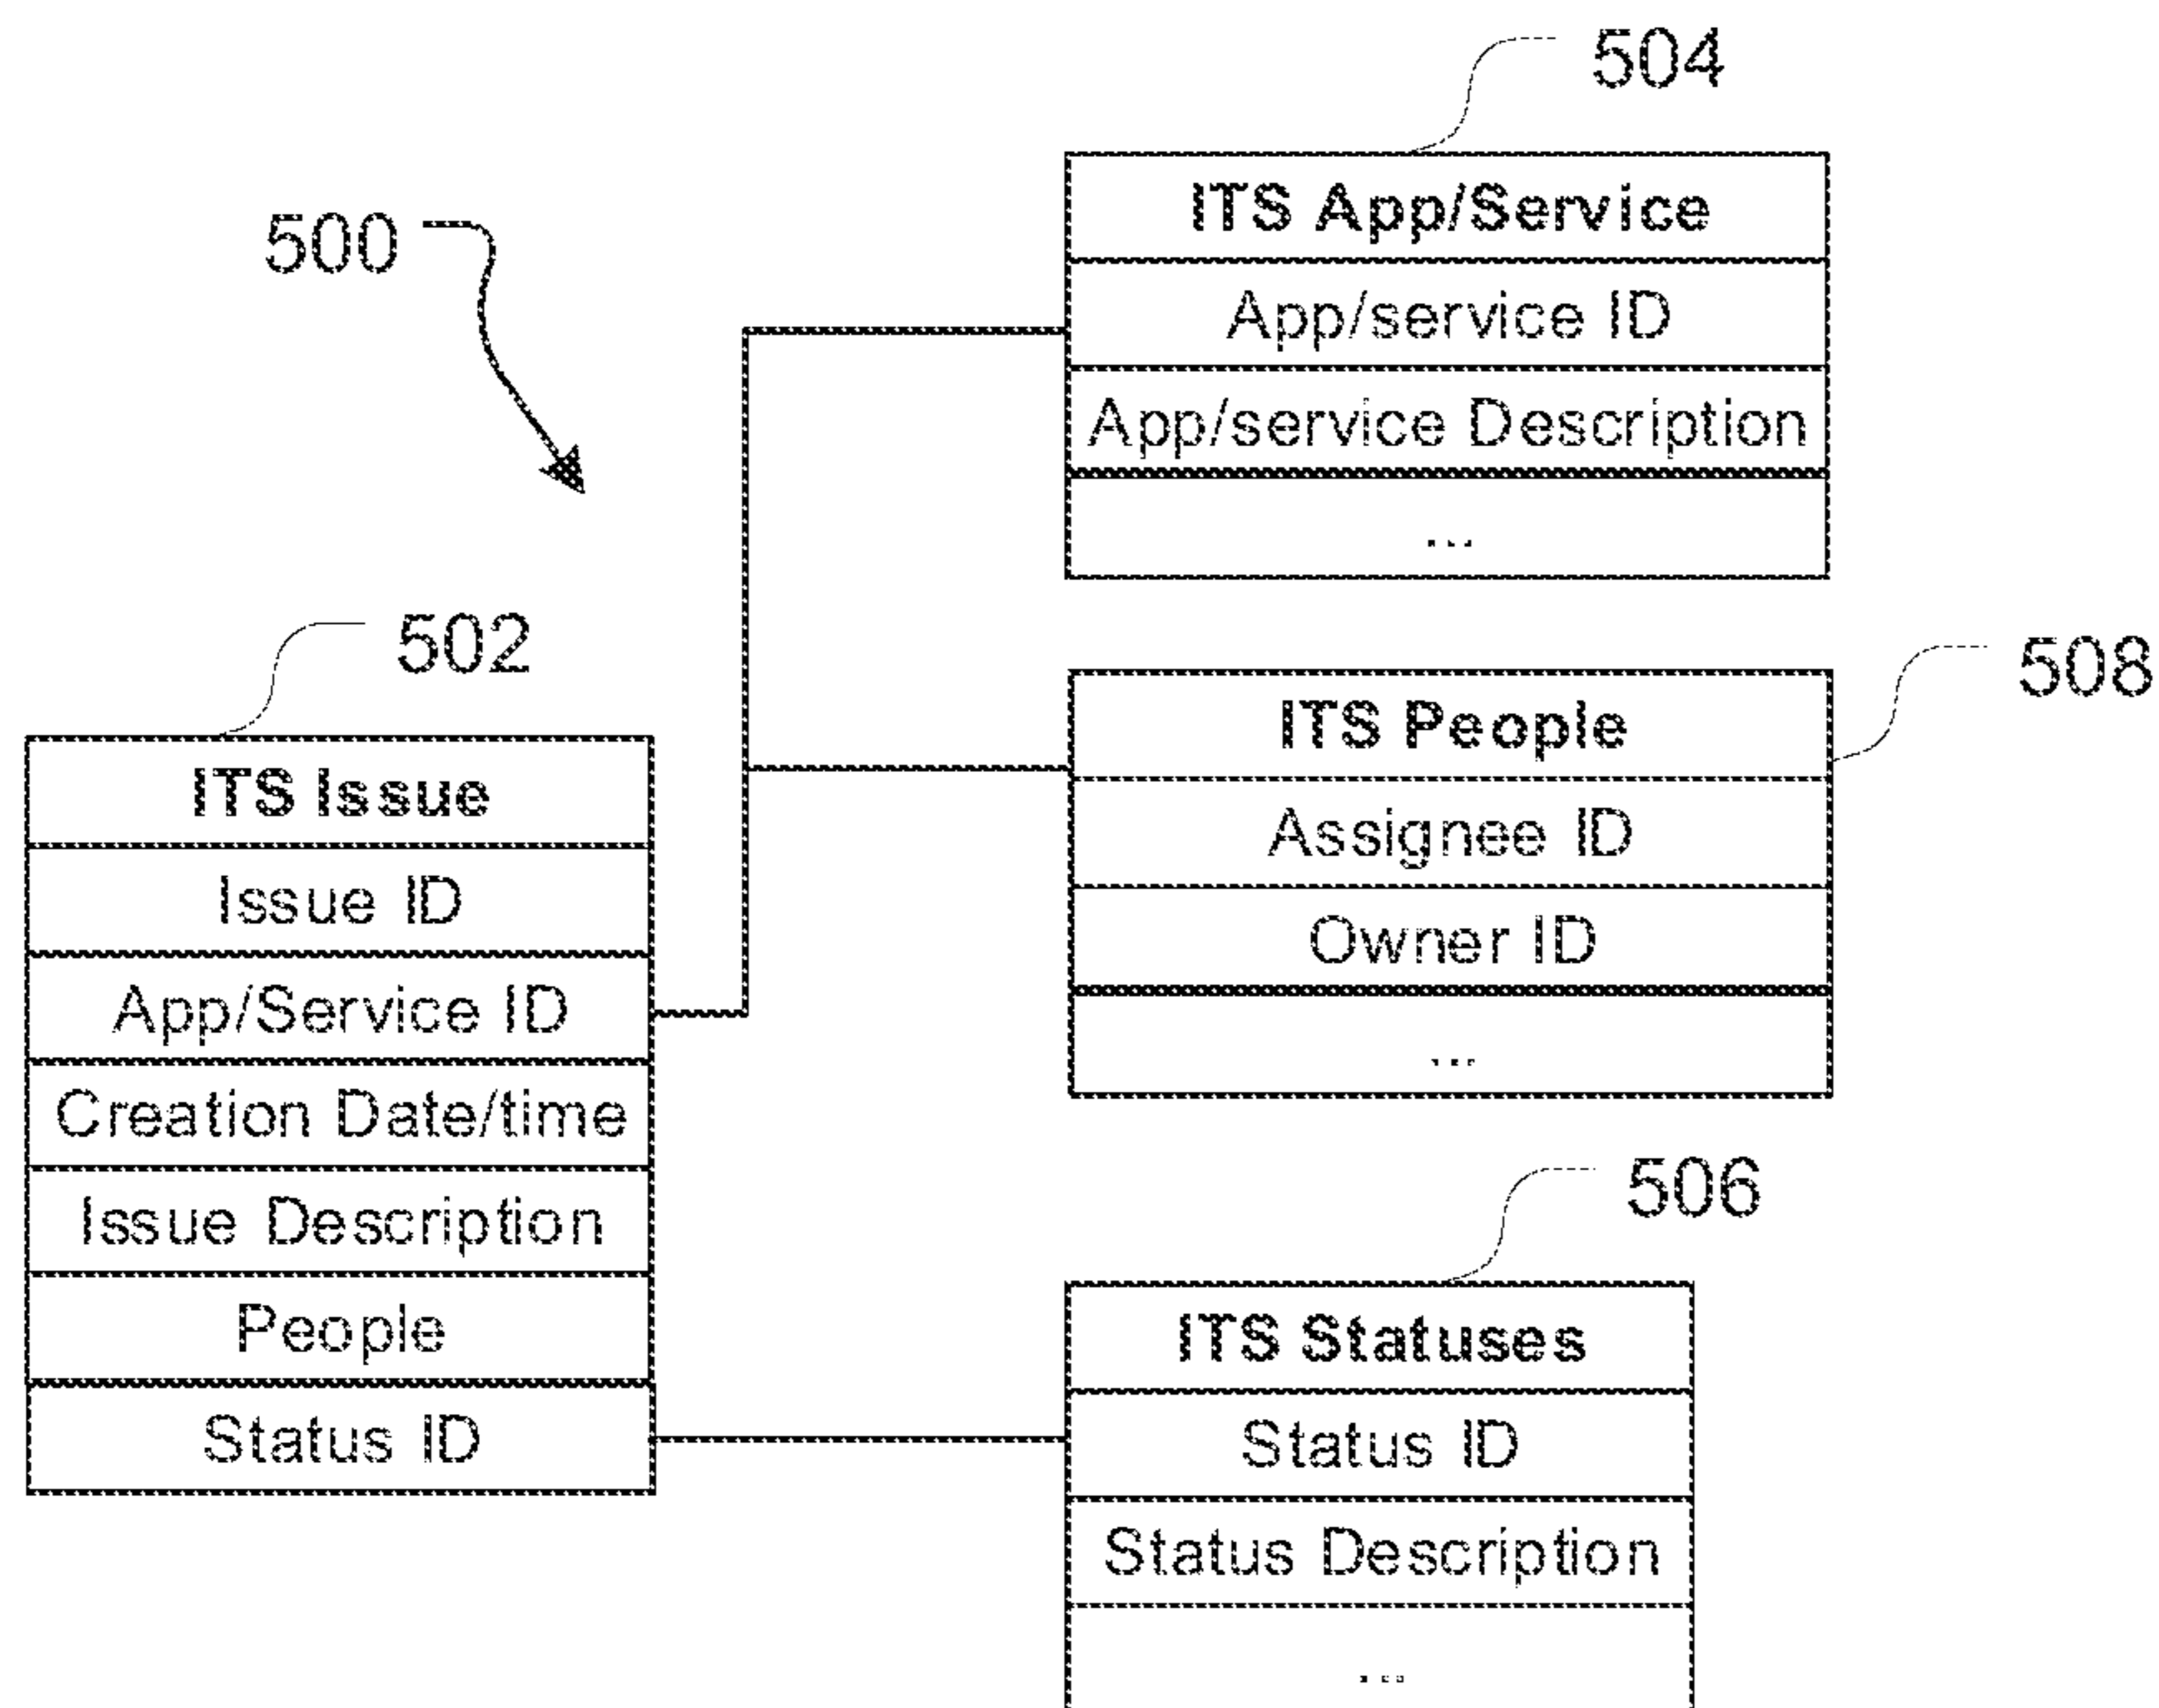 504
ITS App/Service
App/service ID
App/service Description
...
500
502
ITS Issue
Issue ID
App/Service ID
Creation Date/time
Issue Description
People
Status ID
508
ITS People
Assignee ID
Owner ID
...
506
ITS Statuses
Status ID
Status Description
...